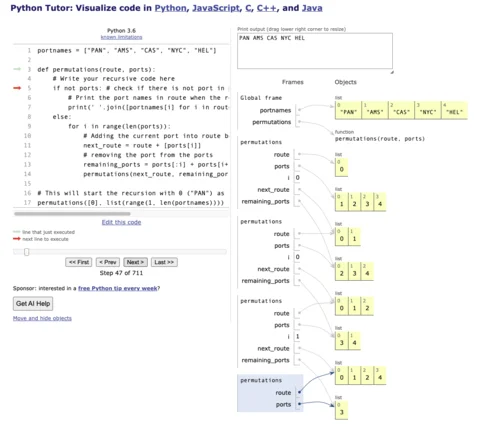 Python Tutor: Visualize code in Python, JavaScript, C, C++, and Java
Python 3.6
known limitations
1 portnames = ["PAN", "AMS", "CAS", "NYC", "HEL"]
2
3 def permutations(route, ports):
4 # Write your recursive code here
5 if not ports: # check if there is not port in
6 # Print the port names in route when the r
7 print(' '.join([portnames[i] for i in rout
8 else:
9 for i in range(len(ports)):
10 # Adding the current port into route b
11 next_route = route + [ports[i]]
12 # removing the port from the ports
13 remaining_ports = ports[:i] + ports[i+
14 permutations(next_route, remaining_por
15
16 # This will start the recursion with 0 ("PAN") as
17 permutations([0], list(range(1, len(portnames))))
Edit this code
line that just executed
next line to execute
<< First < Prev Next > Last >>
Step 47 of 711
Sponsor: interested in a free Python tip every week?
Get AI Help
Move and hide objects
Print output (drag lower right corner to resize)
PAN AMS CAS NYC HEL
Frames Objects
Global frame
portnames
permutations
list
0 1 2 3 4
"PAN" "AMS" "CAS" "NYC" "HEL"
function
permutations(route, ports)
permutations
route
ports
i 0
next_route
remaining_ports
list
0
0
list
0 1 2 3
1 2 3 4
permutations
route
ports
i 0
next_route
remaining_ports
list
0 1
0 1
list
0 1 2
2 3 4
permutations
route
ports
i 1
next_route
remaining_ports
list
0 1 2
0 1 2
list
0 1
3 4
permutations
route
ports
list
0 1 2 3
0 1 2 4
list
0
3